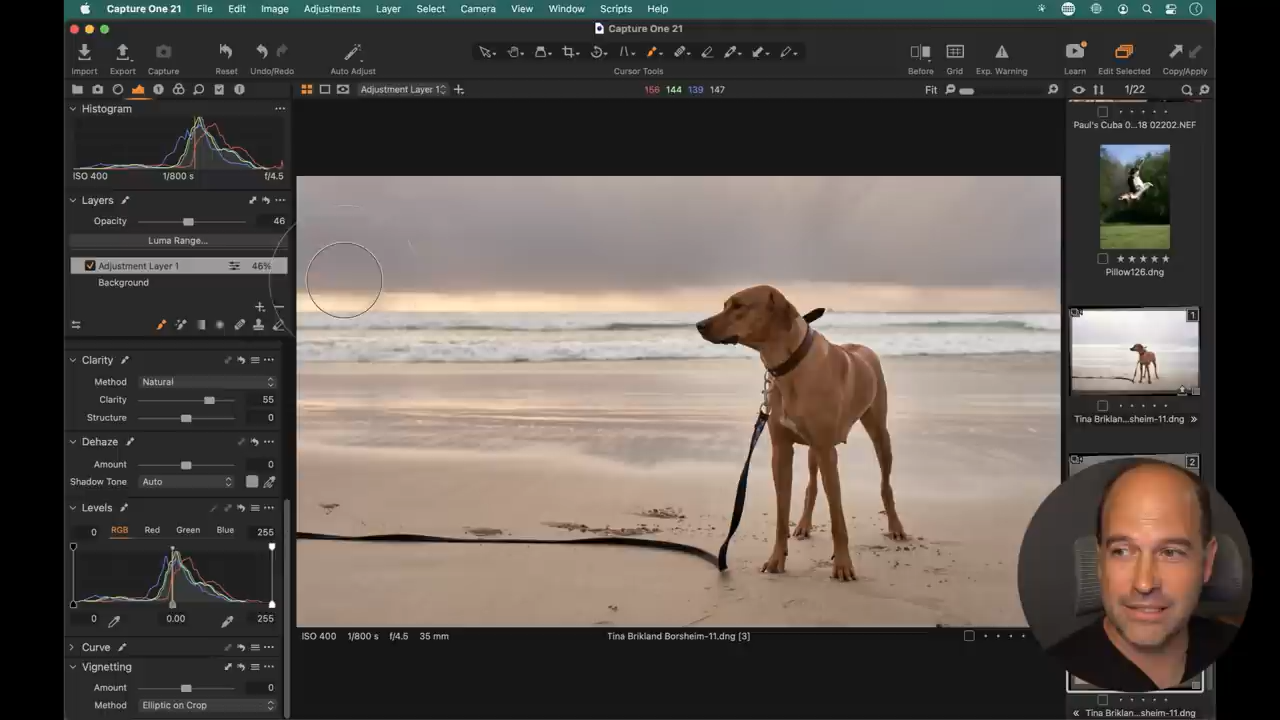 Capture One 21 File Edit Image Adjustments Layer Select Camera View Window Scripts Help
Capture One 21
Import Export Capture Reset Undo/Redo Auto Adjust Cursor Tools Before Grid Exp. Warning Learn Edit Selected Copy/Apply
Adjustment Layer 1 156 144 139 147 Fit 1/22
Histogram
ISO 400 1/800 s f/4.5
Layers
Opacity 46
Luma Range...
Adjustment Layer 1 46%
Background
Clarity
Method Natural
Clarity 55
Structure 0
Dehaze
Amount 0
Shadow Tone Auto
Levels
0 RGB Red Green Blue 255
0 0.00 255
Curve
Vignetting
Amount 0
Method Elliptic on Crop
ISO 400 1/800 s f/4.5 35 mm Tina Brikland Borsheim-11.dng [3]
Paul's Cuba 0...18 02202.NEF
Pillow126.dng
1
Tina Briklan...sheim-11.dng
2
Tina Briklan...sheim-11.dng